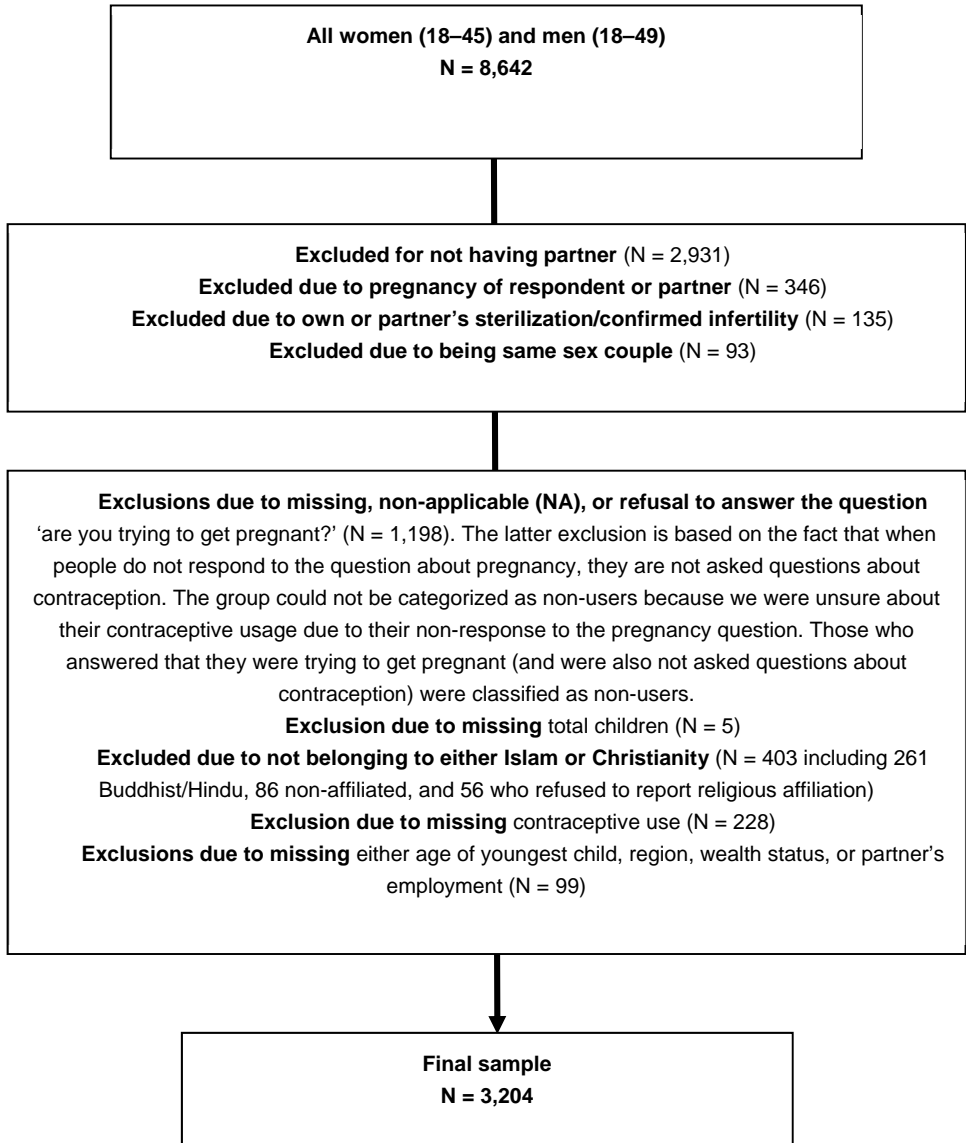 All women (18–45) and men (18–49)
N = 8,642
Excluded for not having partner (N = 2,931)
Excluded due to pregnancy of respondent or partner (N = 346)
Excluded due to own or partner's sterilization/confirmed infertility (N = 135)
Excluded due to being same sex couple (N = 93)
Exclusions due to missing, non-applicable (NA), or refusal to answer the question
‘are you trying to get pregnant?’ (N = 1,198). The latter exclusion is based on the fact that when
people do not respond to the question about pregnancy, they are not asked questions about
contraception. The group could not be categorized as non-users because we were unsure about
their contraceptive usage due to their non-response to the pregnancy question. Those who
answered that they were trying to get pregnant (and were also not asked questions about
contraception) were classified as non-users.
Exclusion due to missing total children (N = 5)
Excluded due to not belonging to either Islam or Christianity (N = 403 including 261
Buddhist/Hindu, 86 non-affiliated, and 56 who refused to report religious affiliation)
Exclusion due to missing contraceptive use (N = 228)
Exclusions due to missing either age of youngest child, region, wealth status, or partner's
employment (N = 99)
Final sample
N = 3,204